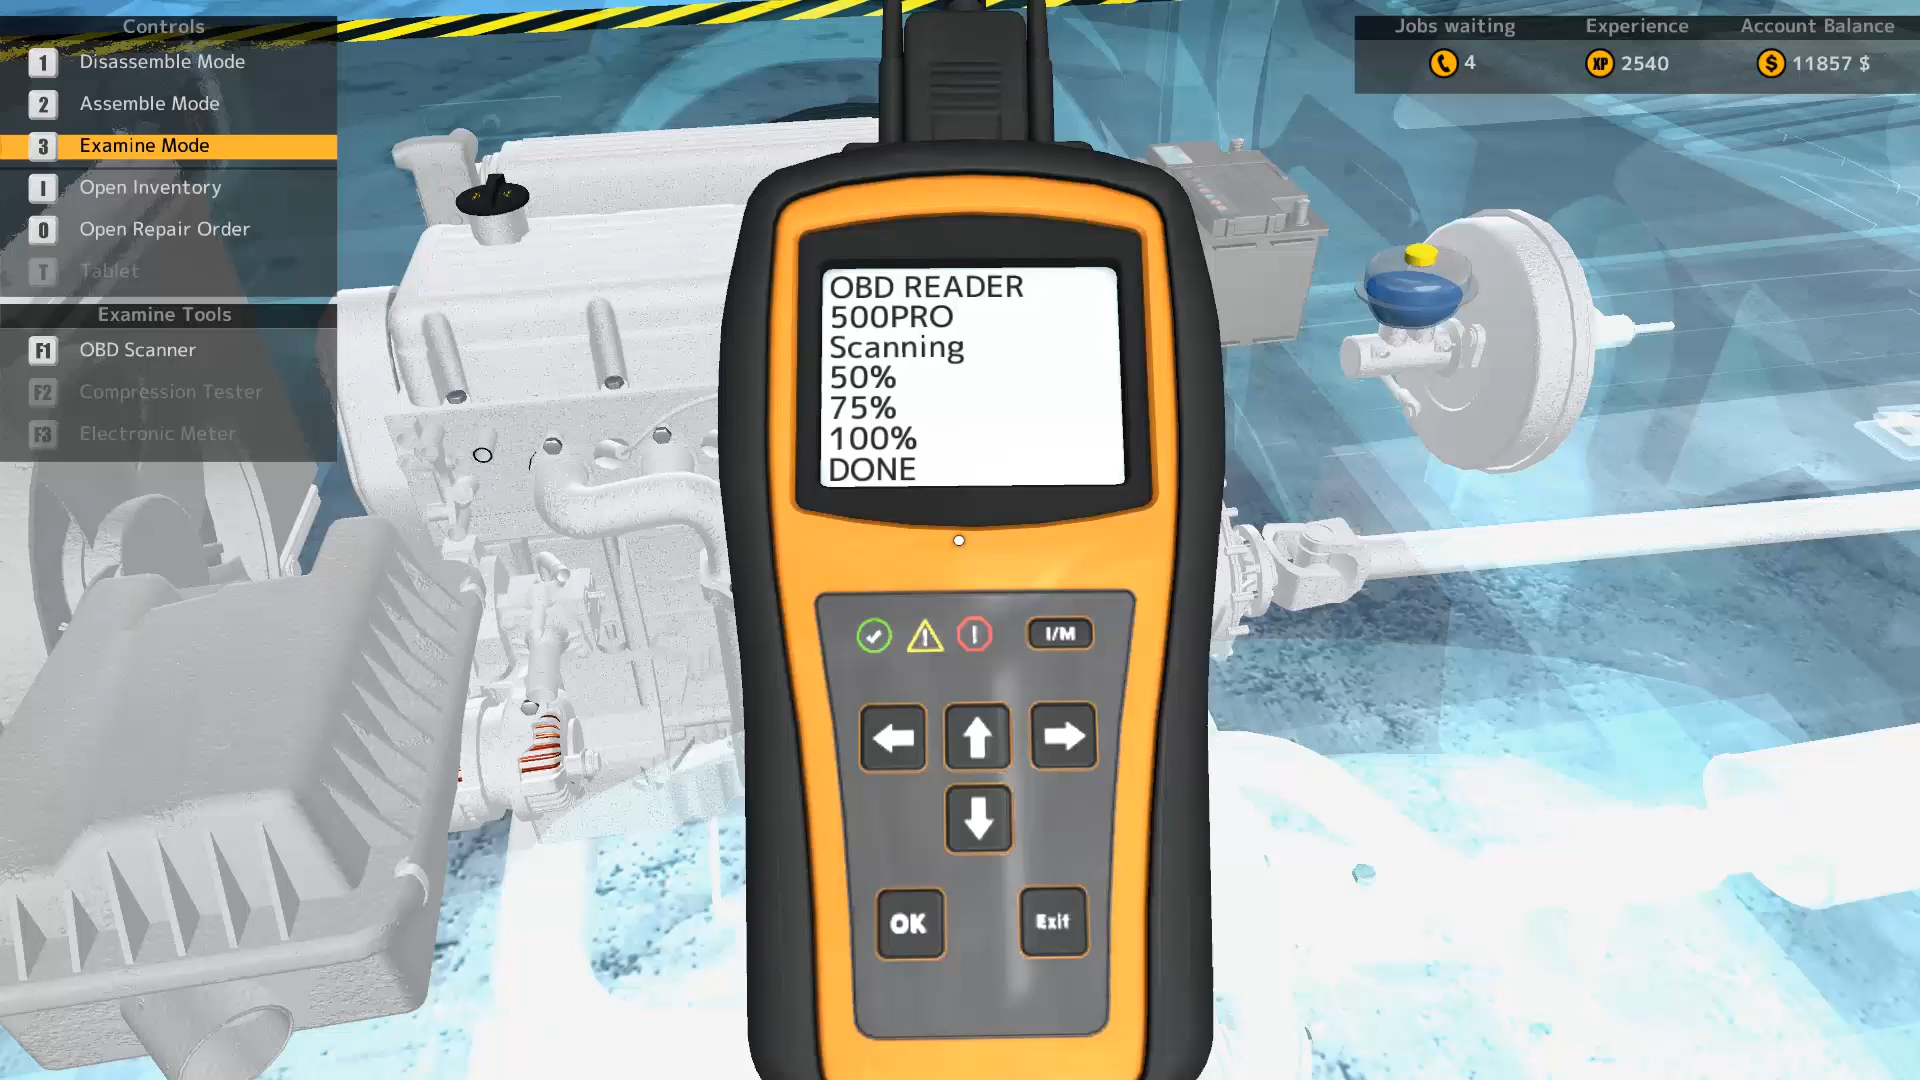 Controls
1 Disassemble Mode
2 Assemble Mode
3 Examine Mode
I Open Inventory
O Open Repair Order
T Tablet
Examine Tools
F1 OBD Scanner
F2 Compression Tester
F3 Electronic Meter
Jobs waiting Experience Account Balance
4 XP 2540 $ 11857 $
OBD READER
500PRO
Scanning
50%
75%
100%
DONE
I/M
OK Exit